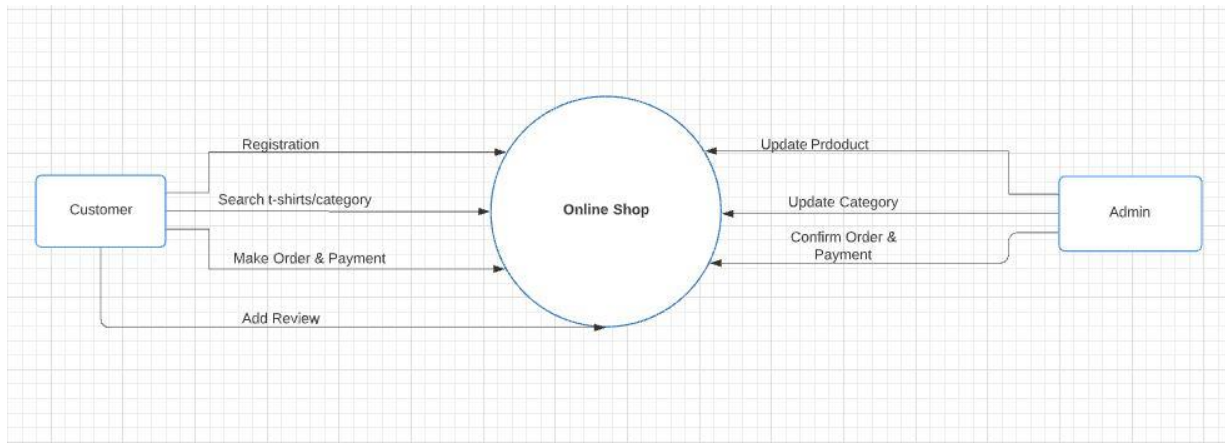 Registration
Update Prdoduct
Customer
Search t-shirts/category
Online Shop
Update Category
Admin
Make Order & Payment
Confirm Order &
Payment
Add Review